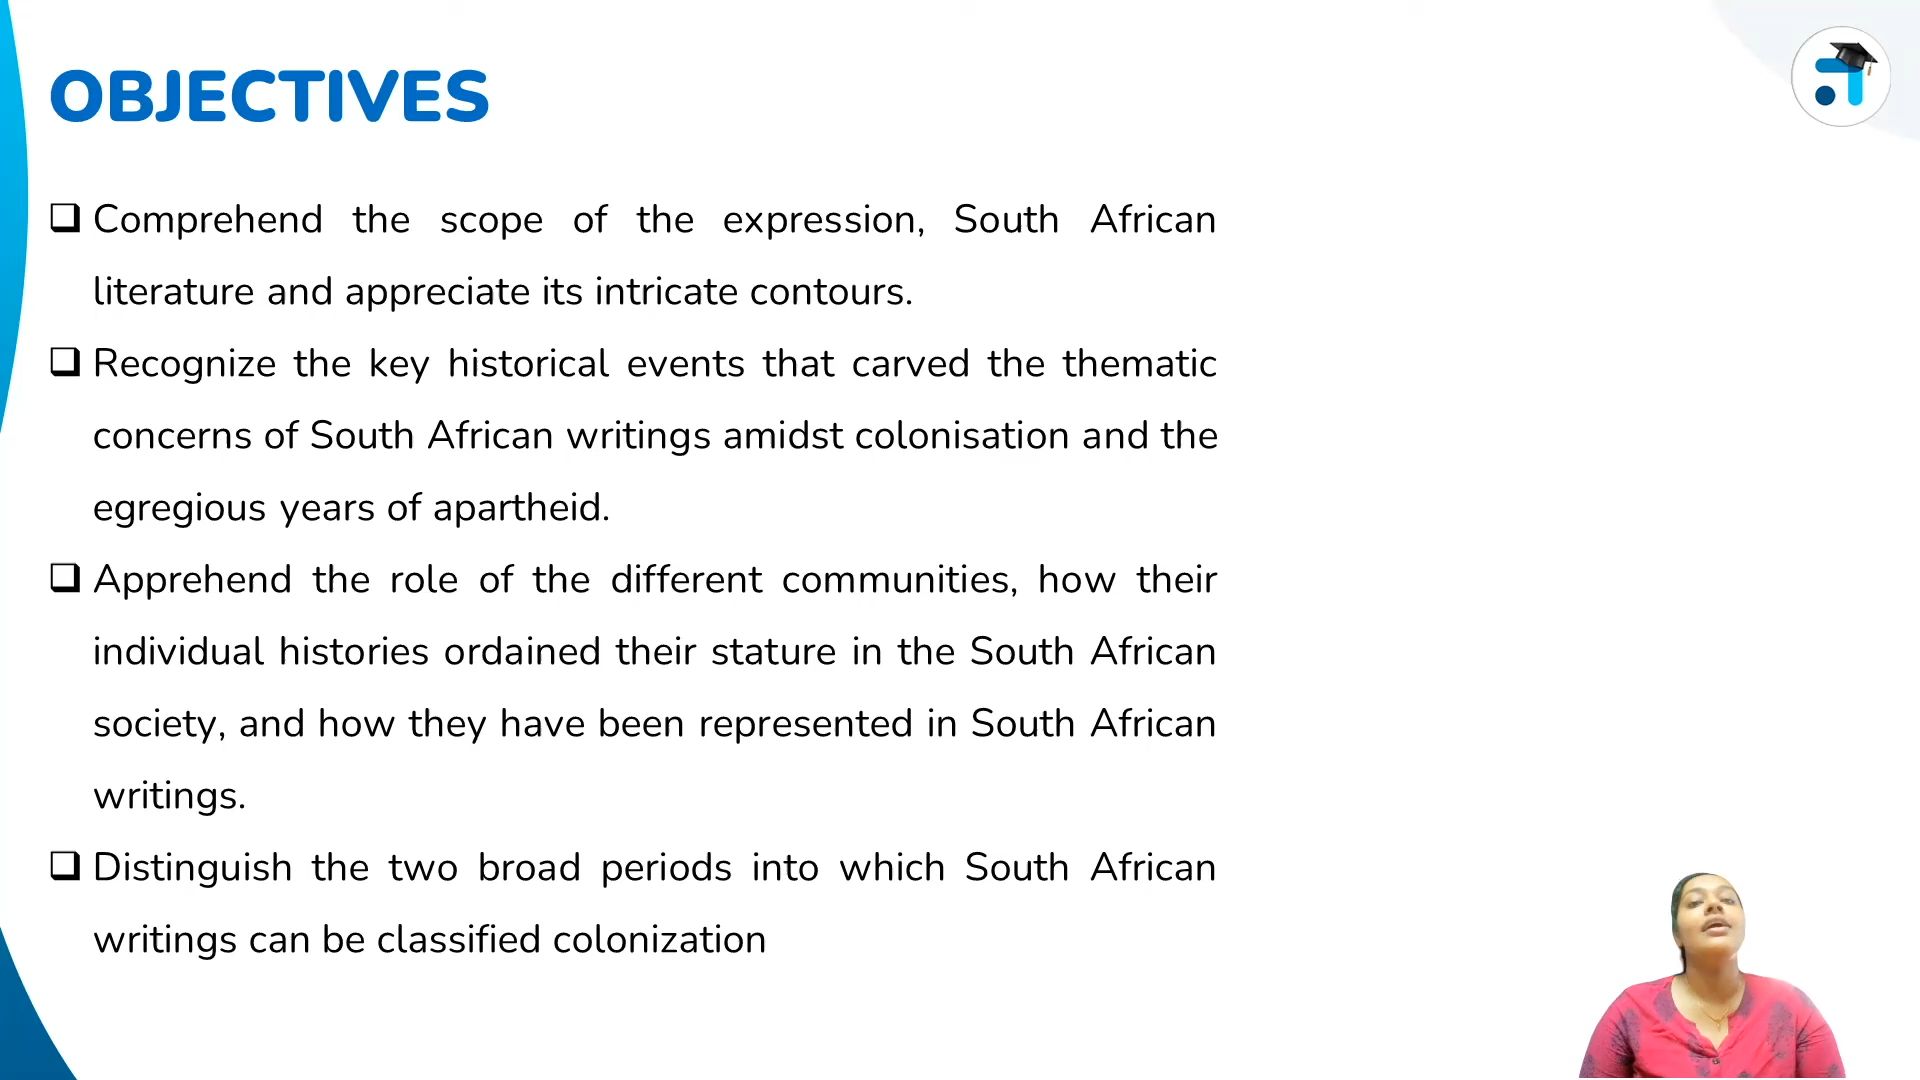 OBJECTIVES
Comprehend the scope of the expression, South African
literature and appreciate its intricate contours.
Recognize the key historical events that carved the thematic
concerns of South African writings amidst colonisation and the
egregious years of apartheid.
Apprehend the role of the different communities, how their
individual histories ordained their stature in the South African
society, and how they have been represented in South African
writings.
Distinguish the two broad periods into which South African
writings can be classified colonization